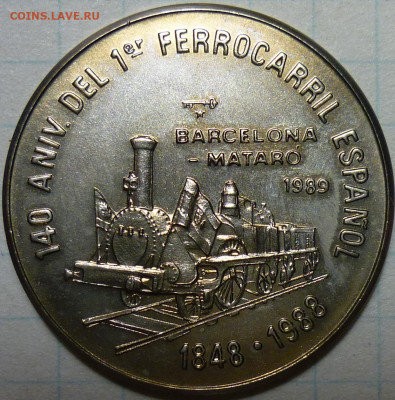 COINS.LAVE.RU
140 ANIV. DEL 1er FERROCARRIL ESPAÑOL
BARCELONA
- MATARÓ
1989
1848 • 1988